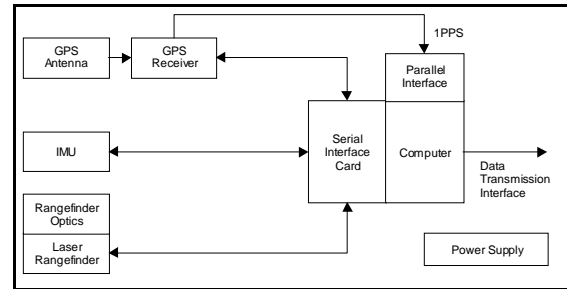 1PPS
GPS
Antenna
GPS
Receiver
Parallel
Interface
IMU
Serial
Interface
Card
Computer
Data
Transmission
Interface
Rangefinder
Optics
Laser
Rangefinder
Power Supply